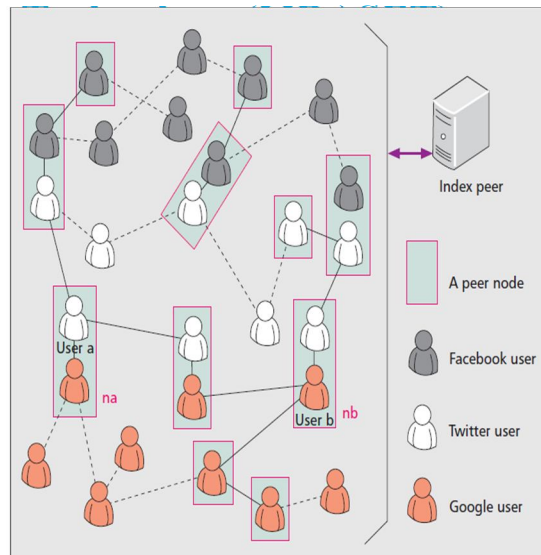 Index peer
A peer node
User a
Facebook user
na
User b
nb
Twitter user
Google user